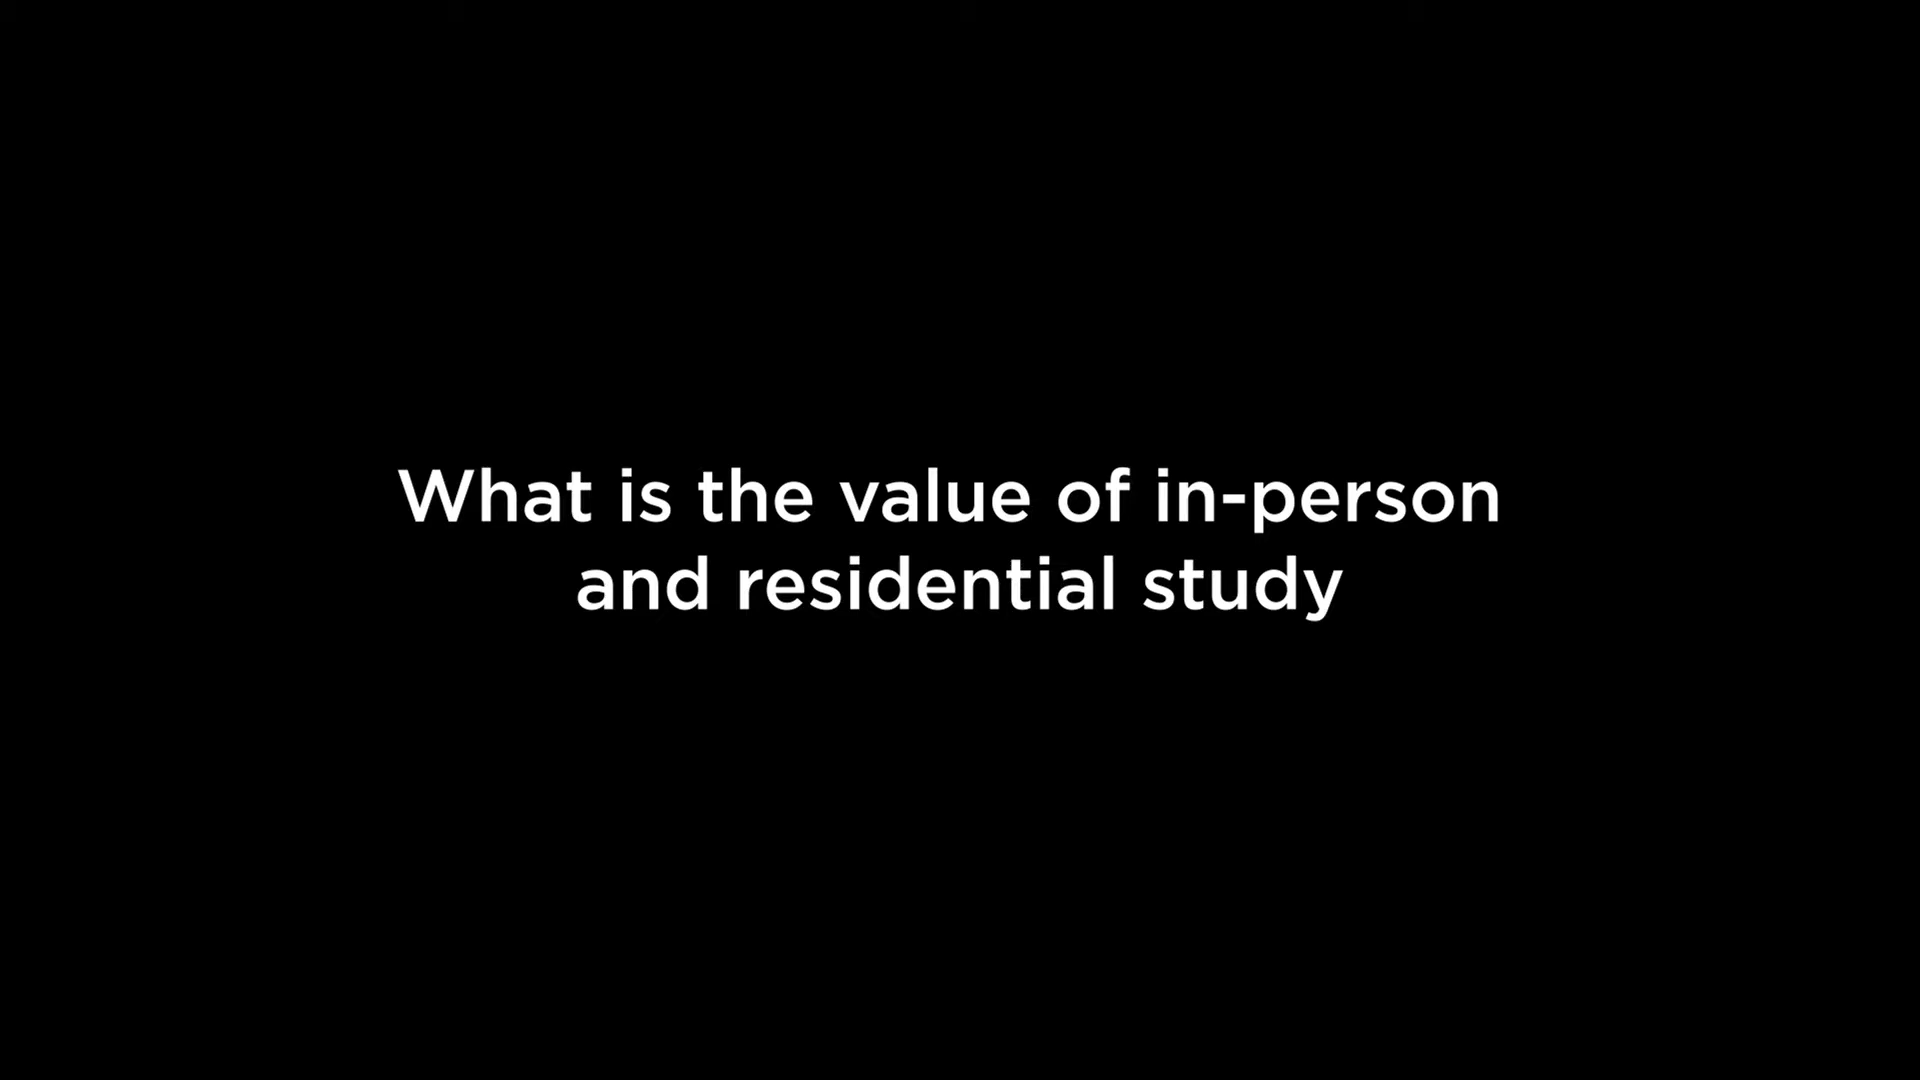 What is the value of in-person
and residential study